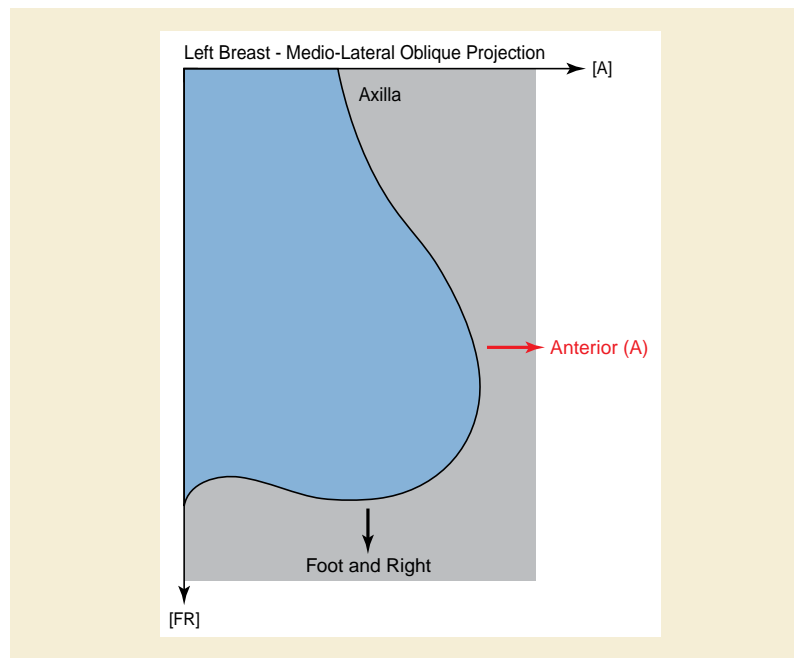 Left Breast - Medio-Lateral Oblique Projection
[A]
Axilla
Anterior (A)
Foot and Right
[FR]